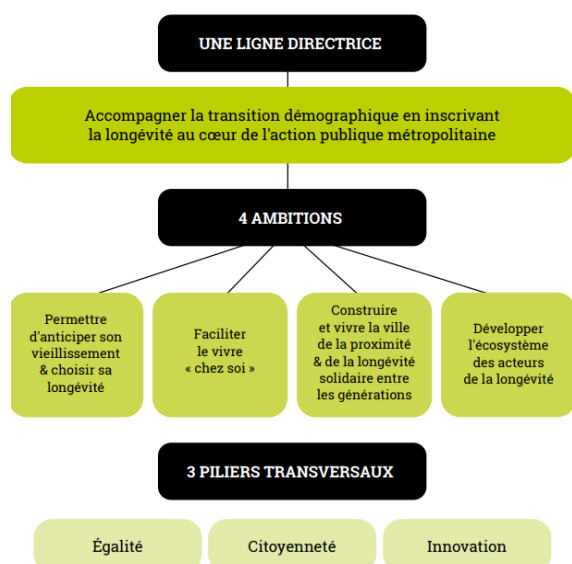 UNE LIGNE DIRECTRICE
Accompagner la transition démographique en inscrivant
la longévité au cœur de l'action publique métropolitaine
4 AMBITIONS
Permettre
d'anticiper son
vieillissement
& choisir sa
longévité
Faciliter
le vivre
« chez soi »
Construire
et vivre la ville
de la proximité
& de la longévité
solidaire entre
les générations
Développer
l'écosystème
des acteurs
de la longévité
3 PILIERS TRANSVERSAUX
Égalité
Citoyenneté
Innovation